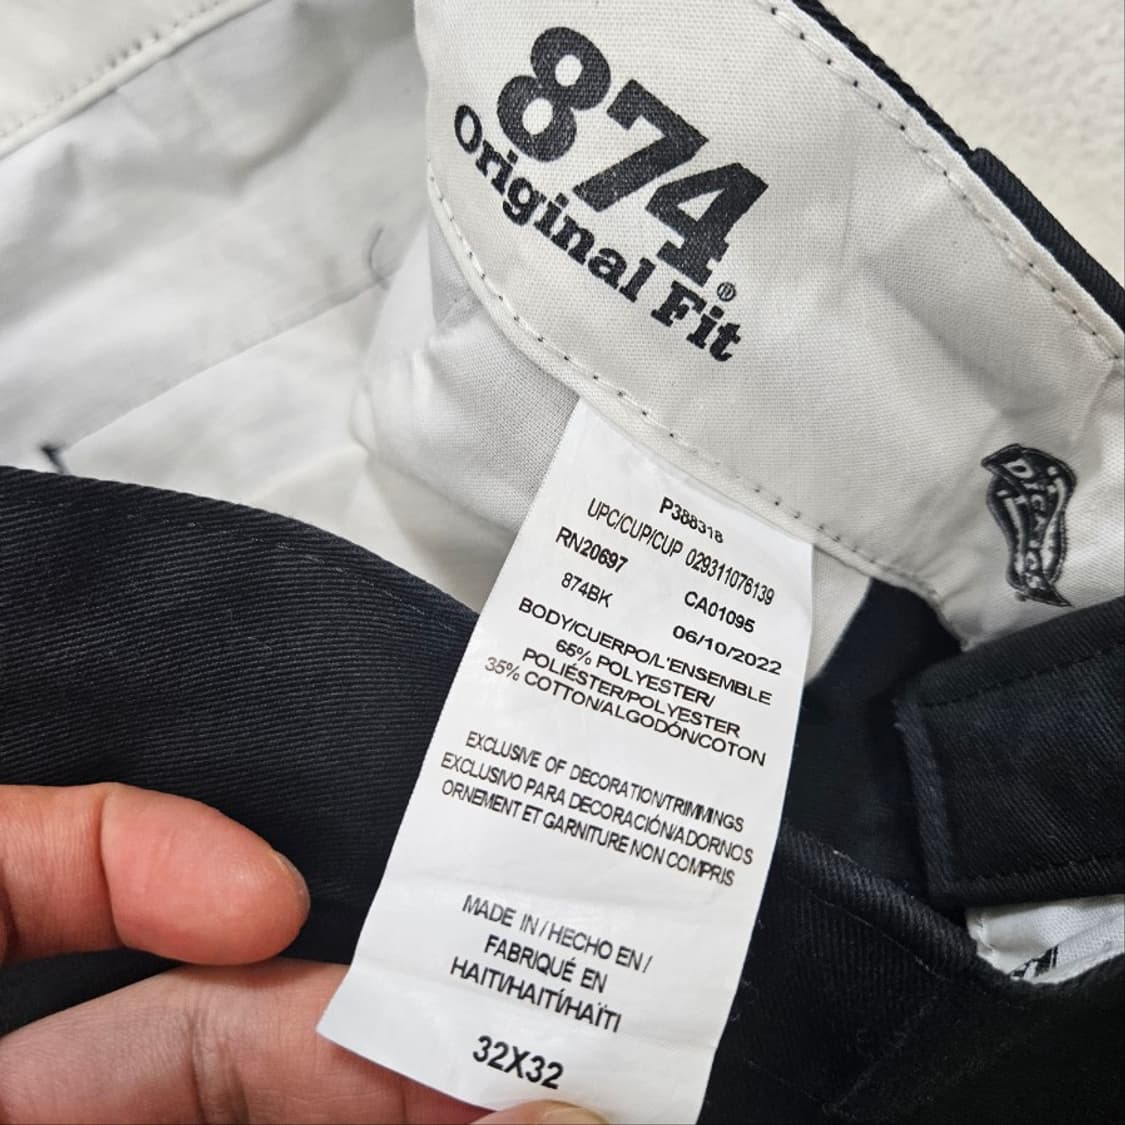 874®
Original Fit
Dickies
P388318
UPC/CUP/CUP 029311076139
RN20697 CA01095
874BK 06/10/2022
BODY/CUERPO/L'ENSEMBLE
65% POLYESTER/
POLIÉSTER/POLYESTER
35% COTTON/ALGODÓN/COTON
EXCLUSIVE OF DECORATION/TRIMMINGS
EXCLUSIVO PARA DECORACIÓN/ADORNOS
ORNEMENT ET GARNITURE NON COMPRIS
MADE IN / HECHO EN /
FABRIQUÉ EN
HAITI/HAITÍ/HAÏTI
32X32